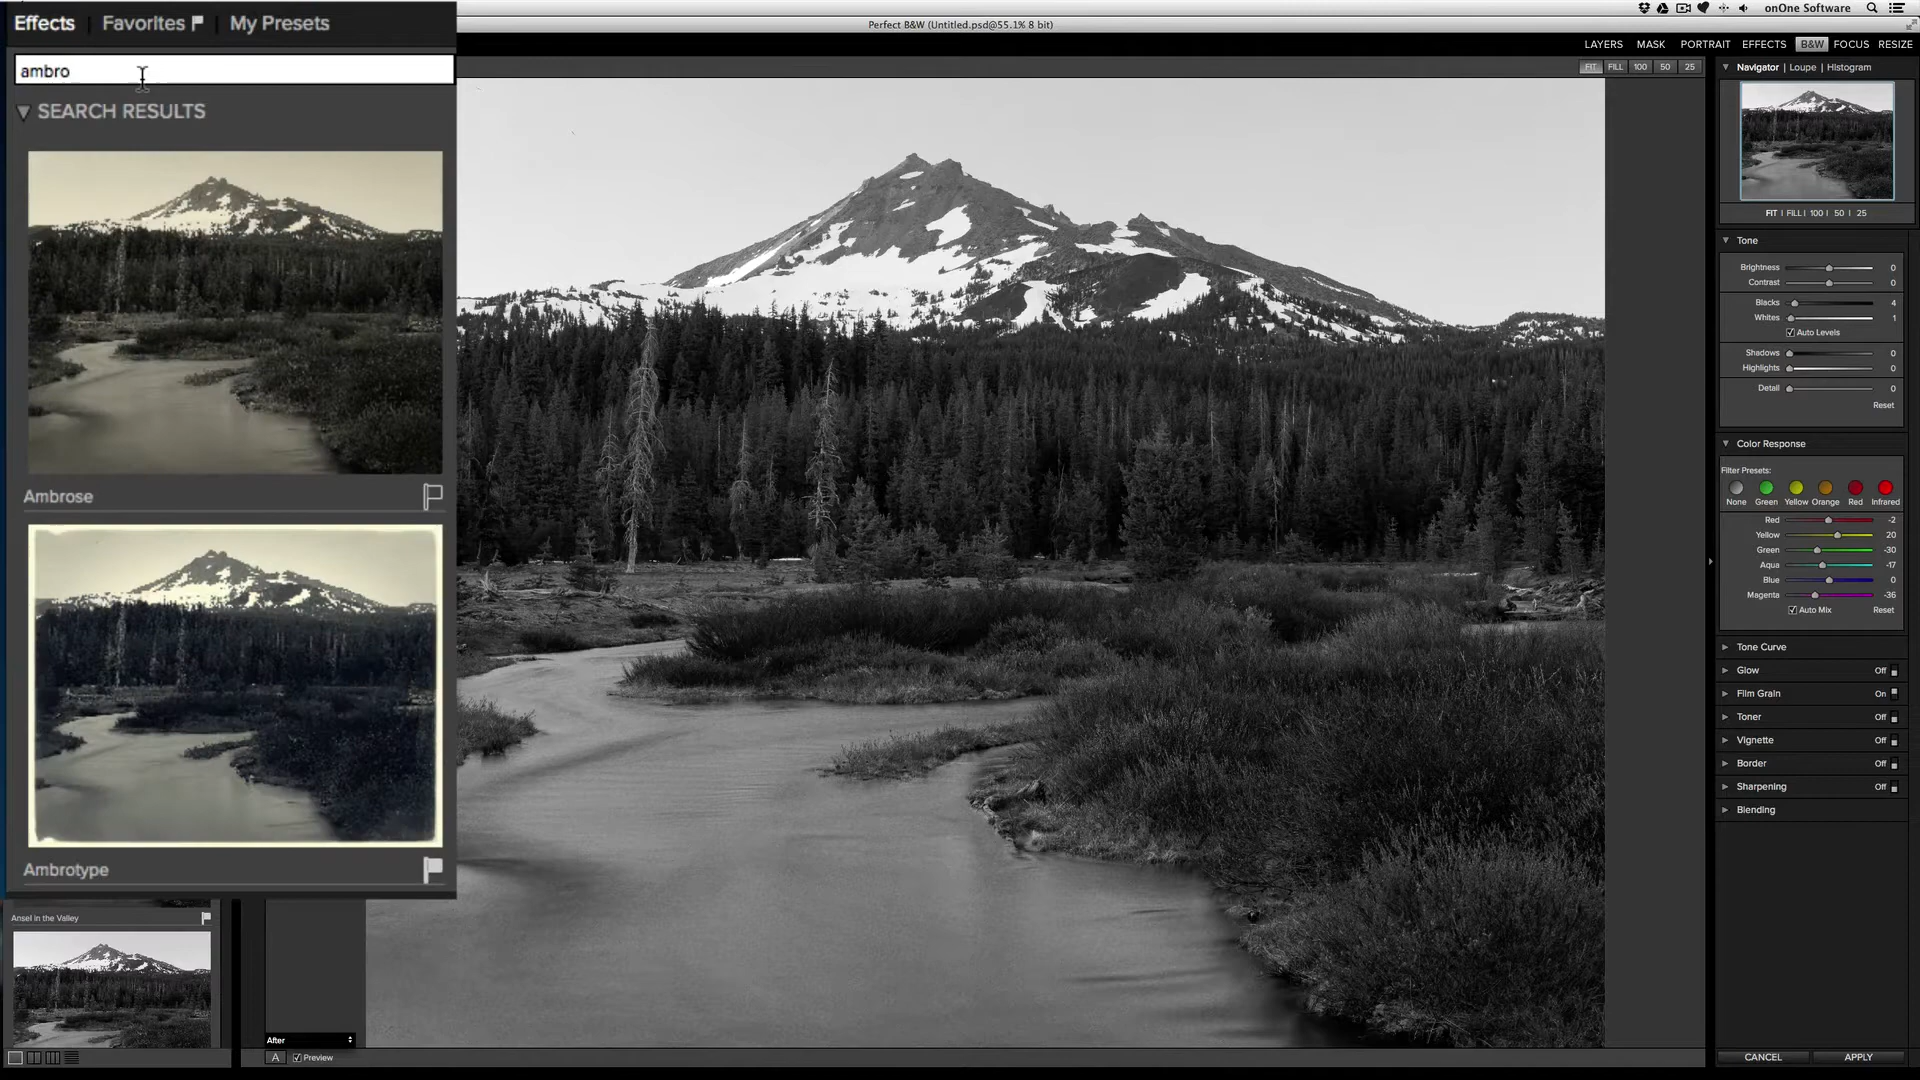 Effects | Favorites | My Presets
onOne Software
Perfect B&W (Untitled.psd@55.1% 8 bit)
LAYERS MASK PORTRAIT EFFECTS B&W FOCUS RESIZE
ambro
FIT FILL 100 50 25
Navigator | Loupe | Histogram
SEARCH RESULTS
FIT | FILL | 100 | 50 | 25
Tone
Brightness 0
Contrast 0
Blacks 4
Whites 1
Auto Levels
Shadows 0
Highlights 0
Detail 0
Reset
Color Response
Filter Presets:
None Green Yellow Orange Red Infrared
Red -2
Yellow 20
Green -30
Aqua -17
Blue 0
Magenta -36
Auto Mix Reset
Tone Curve
Glow Off
Film Grain On
Toner Off
Vignette Off
Border Off
Sharpening Off
Blending
Ambrose
Ambrotype
Ansel in the Valley
After
A Preview
CANCEL APPLY